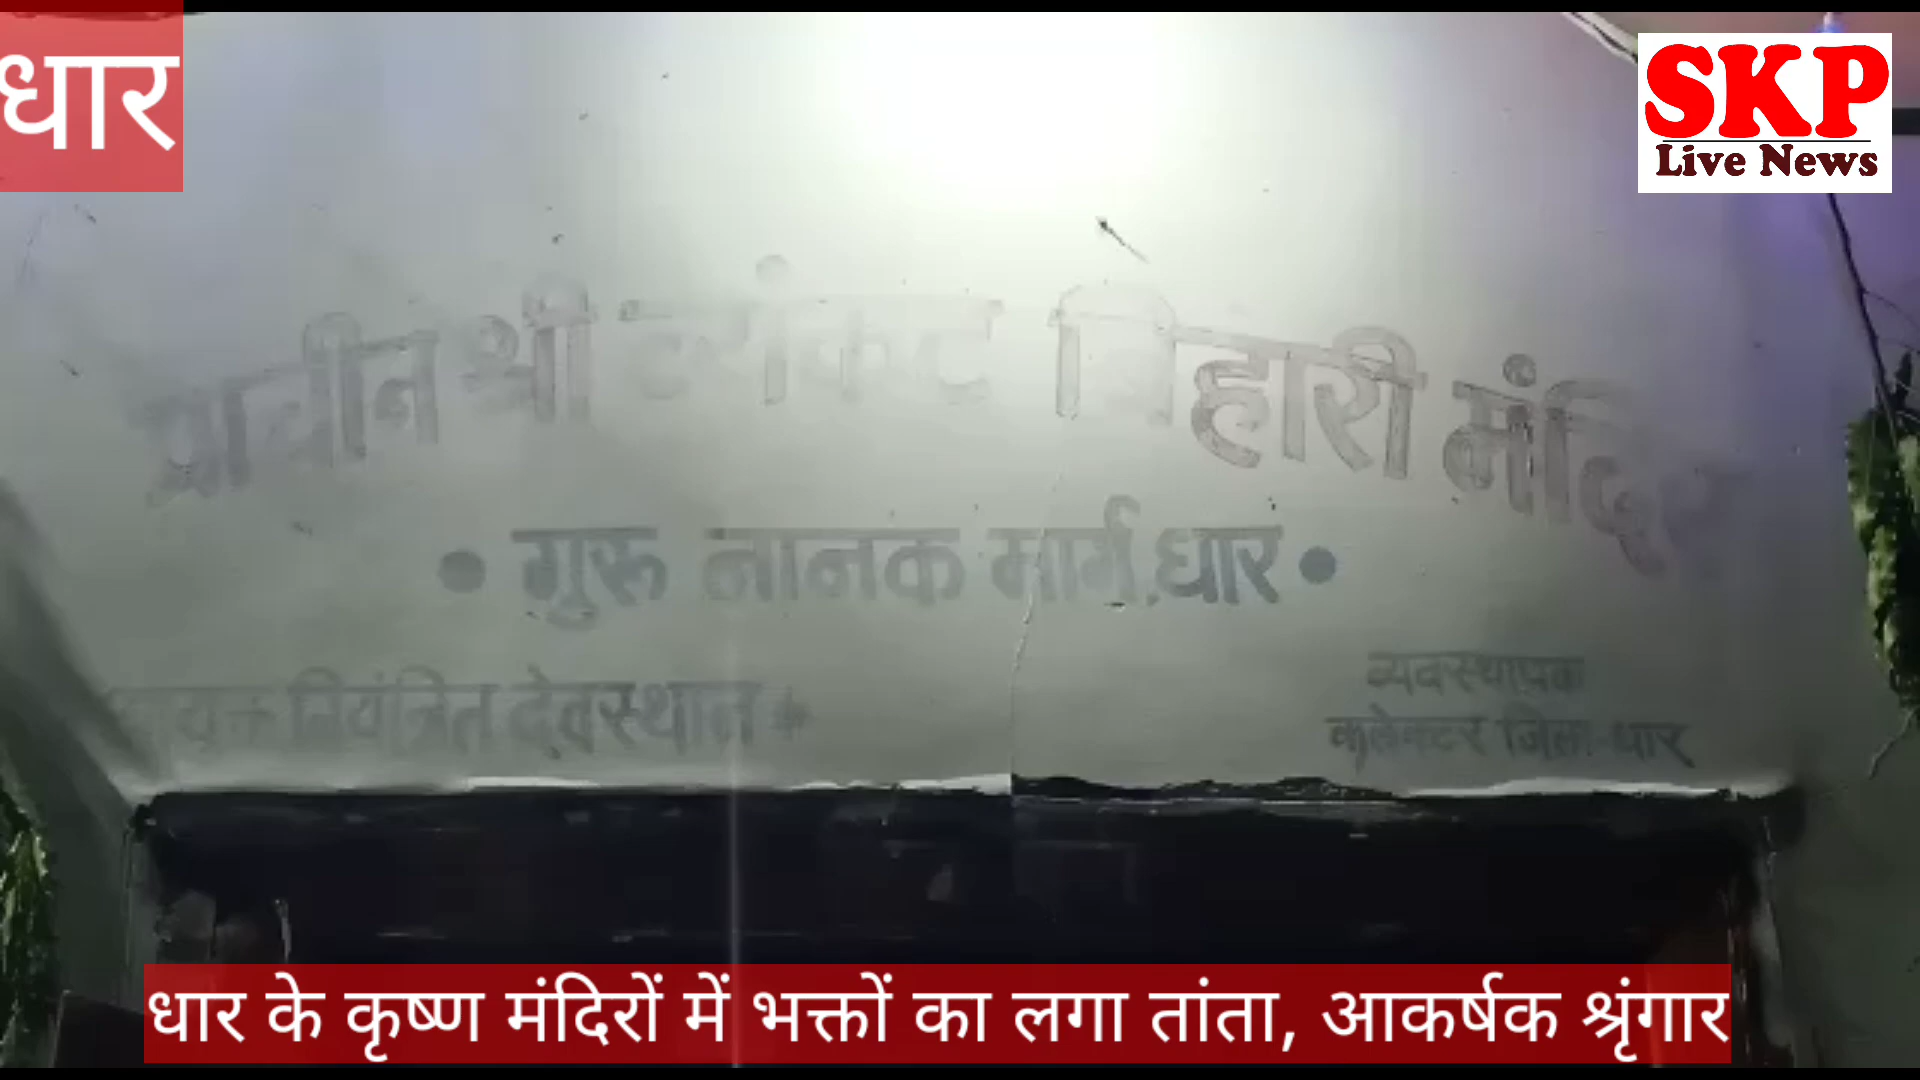 धार
SKP
Live News
प्राचीन श्री बिहारी मंदिर
• गुरु नानक मार्ग, धार •
नियंत्रित देवस्थान
व्यवस्थापक
कलेक्टर जिला-धार
धार के कृष्ण मंदिरों में भक्तों का लगा तांता, आकर्षक श्रृंगार